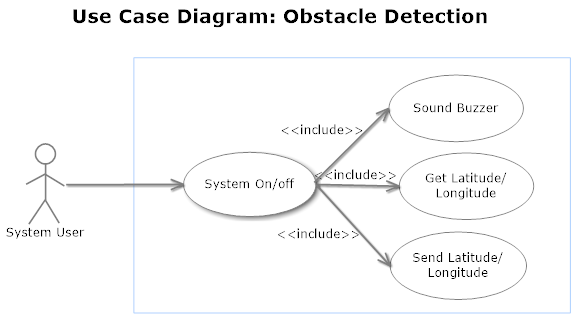 Use Case Diagram: Obstacle Detection
<<include>>
Sound Buzzer
System On/off
<<include>>
Get Latitude/
Longitude
System User
<<include>>
Send Latitude/
Longitude